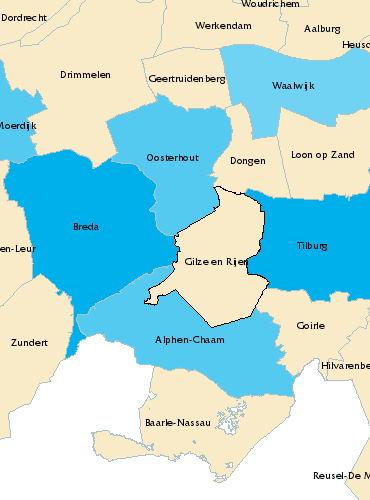 Woudrichem
Dordrecht
Werkendam
Aalburg
Heusd
Drimmelen
Geertruidenberg
Waalwijk
Moerdijk
Oosterhout
Dongen
Loon op Zand
Breda
Tilburg
en-Leur
Gilze en Rijen
Goirle
Zundert
Alphen-Chaam
Hilvarenbe
Baarle-Nassau
Reusel-De M